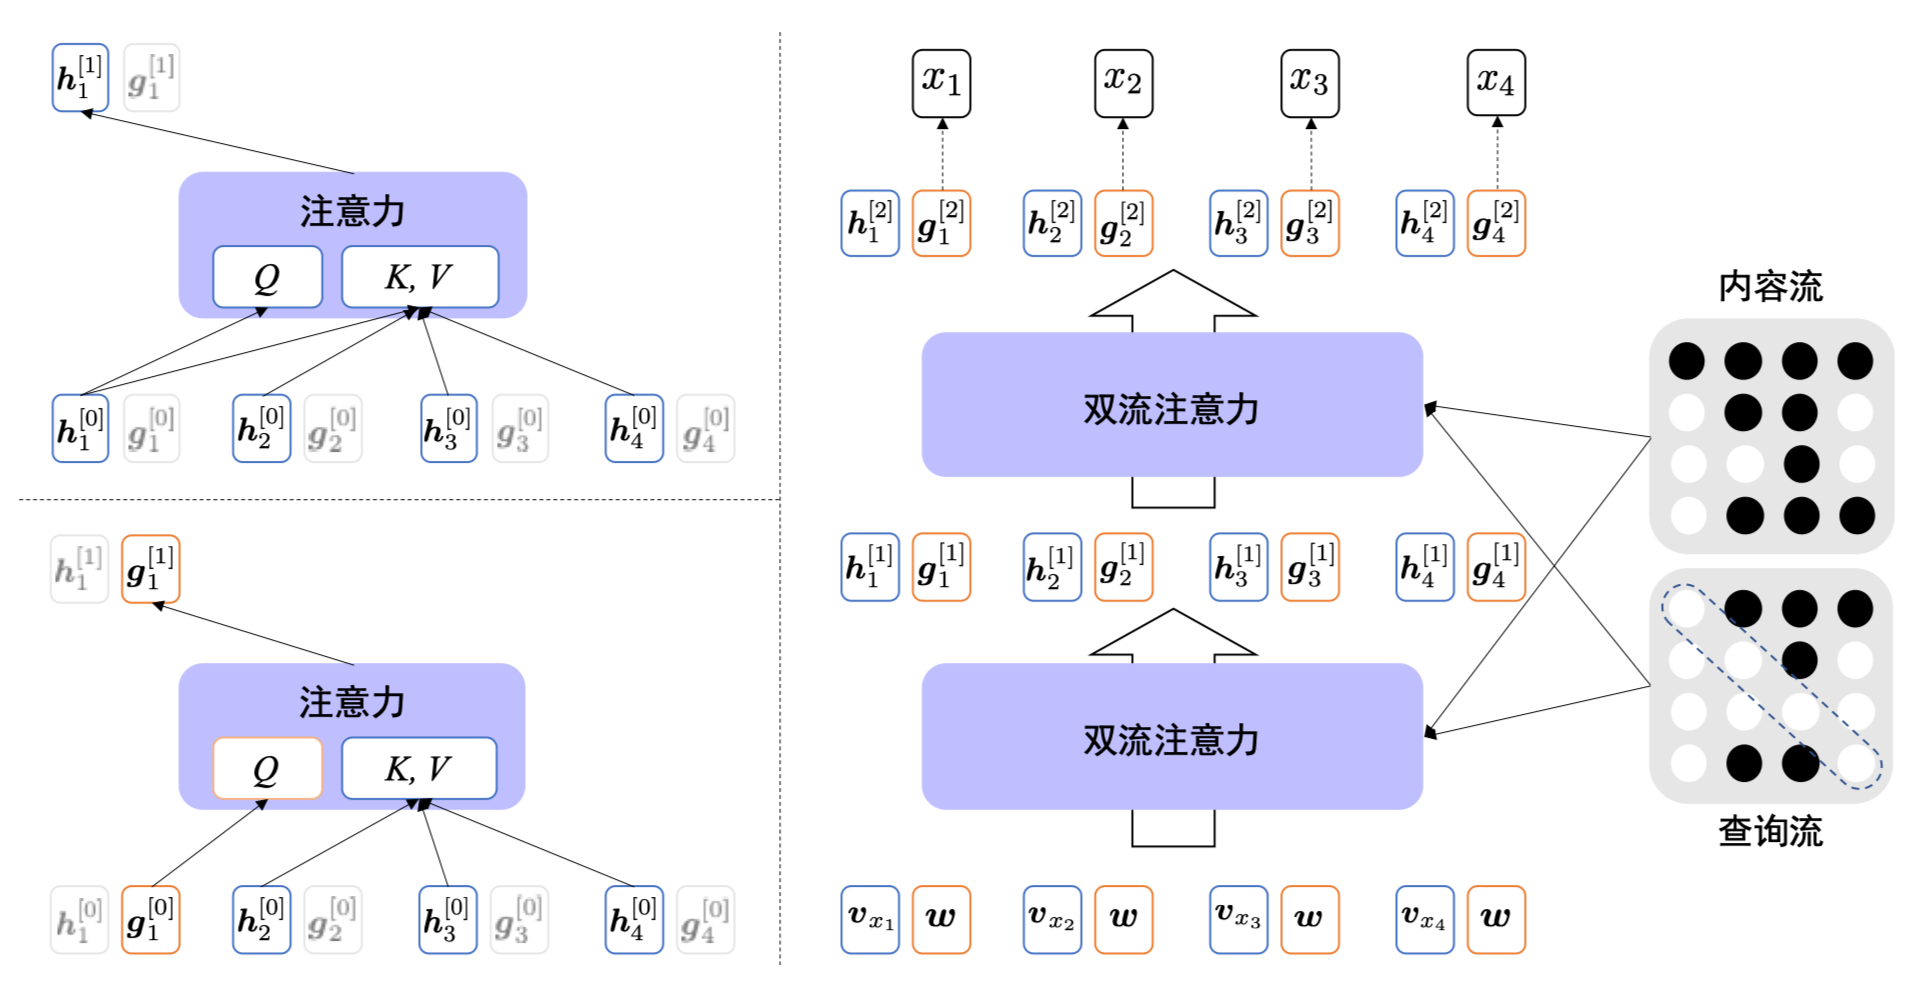 h₁^[1] g₁^[1]
注意力
Q K, V
h₁^[0] g₁^[0] h₂^[0] g₂^[0] h₃^[0] g₃^[0] h₄^[0] g₄^[0]
h₁^[1] g₁^[1]
注意力
Q K, V
h₁^[0] g₁^[0] h₂^[0] g₂^[0] h₃^[0] g₃^[0] h₄^[0] g₄^[0]
x₁ x₂ x₃ x₄
h₁^[2] g₁^[2] h₂^[2] g₂^[2] h₃^[2] g₃^[2] h₄^[2] g₄^[2]
双流注意力
h₁^[1] g₁^[1] h₂^[1] g₂^[1] h₃^[1] g₃^[1] h₄^[1] g₄^[1]
双流注意力
v_x₁ w v_x₂ w v_x₃ w v_x₄ w
内容流
查询流